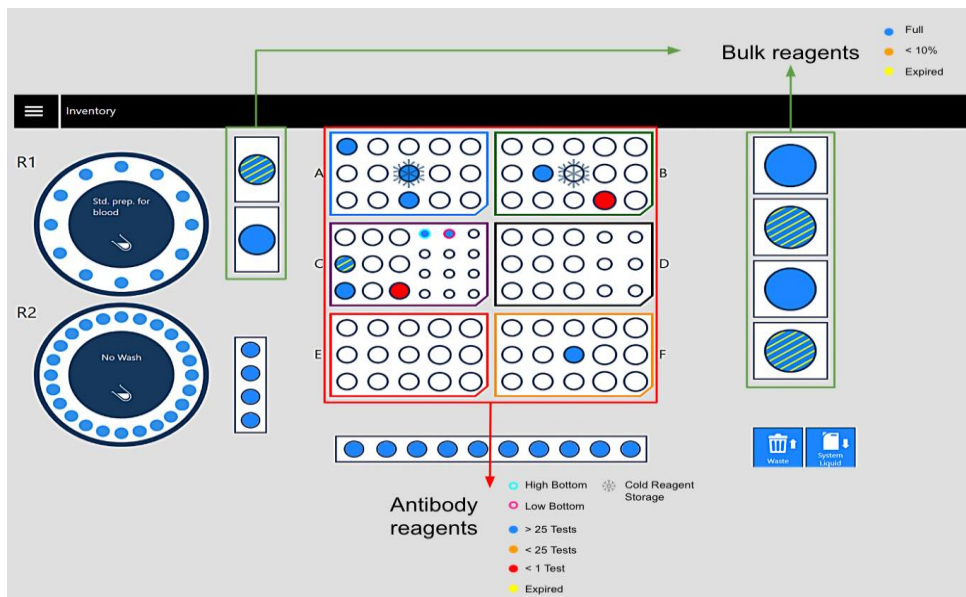 Bulk reagents
Full
< 10%
Expired
Inventory
R1
Std. prep. for
blood
A
B
C
D
R2
No Wash
E
F
Waste
System
Liquid
Antibody
reagents
High Bottom
Cold Reagent
Storage
Low Bottom
> 25 Tests
< 25 Tests
< 1 Test
Expired